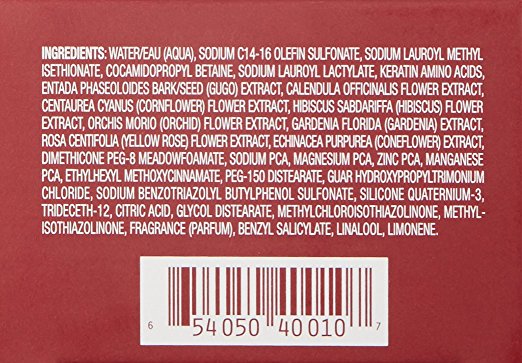 INGREDIENTS: WATER/EAU (AQUA), SODIUM C14-16 OLEFIN SULFONATE, SODIUM LAUROYL METHYL
ISETHIONATE, COCAMIDOPROPYL BETAINE, SODIUM LAUROYL LACTYLATE, KERATIN AMINO ACIDS,
ENTADA PHASEOLOIDES BARK/SEED (GUGO) EXTRACT, CALENDULA OFFICINALIS FLOWER EXTRACT,
CENTAUREA CYANUS (CORNFLOWER) FLOWER EXTRACT, HIBISCUS SABDARIFFA (HIBISCUS) FLOWER
EXTRACT, ORCHIS MORIO (ORCHID) FLOWER EXTRACT, GARDENIA FLORIDA (GARDENIA) EXTRACT,
ROSA CENTIFOLIA (YELLOW ROSE) FLOWER EXTRACT, ECHINACEA PURPUREA (CONEFLOWER) EXTRACT,
DIMETHICONE PEG-8 MEADOWFOAMATE, SODIUM PCA, MAGNESIUM PCA, ZINC PCA, MANGANESE
PCA, ETHYLHEXYL METHOXYCINNAMATE, PEG-150 DISTEARATE, GUAR HYDROXYPROPYLTRIMONIUM
CHLORIDE, SODIUM BENZOTRIAZOLYL BUTYLPHENOL SULFONATE, SILICONE QUATERNIUM-3,
TRIDECETH-12, CITRIC ACID, GLYCOL DISTEARATE, METHYLCHLOROISOTHIAZOLINONE, METHYL-
ISOTHIAZOLINONE, FRAGRANCE (PARFUM), BENZYL SALICYLATE, LINALOOL, LIMONENE.
6 54050 40010 7